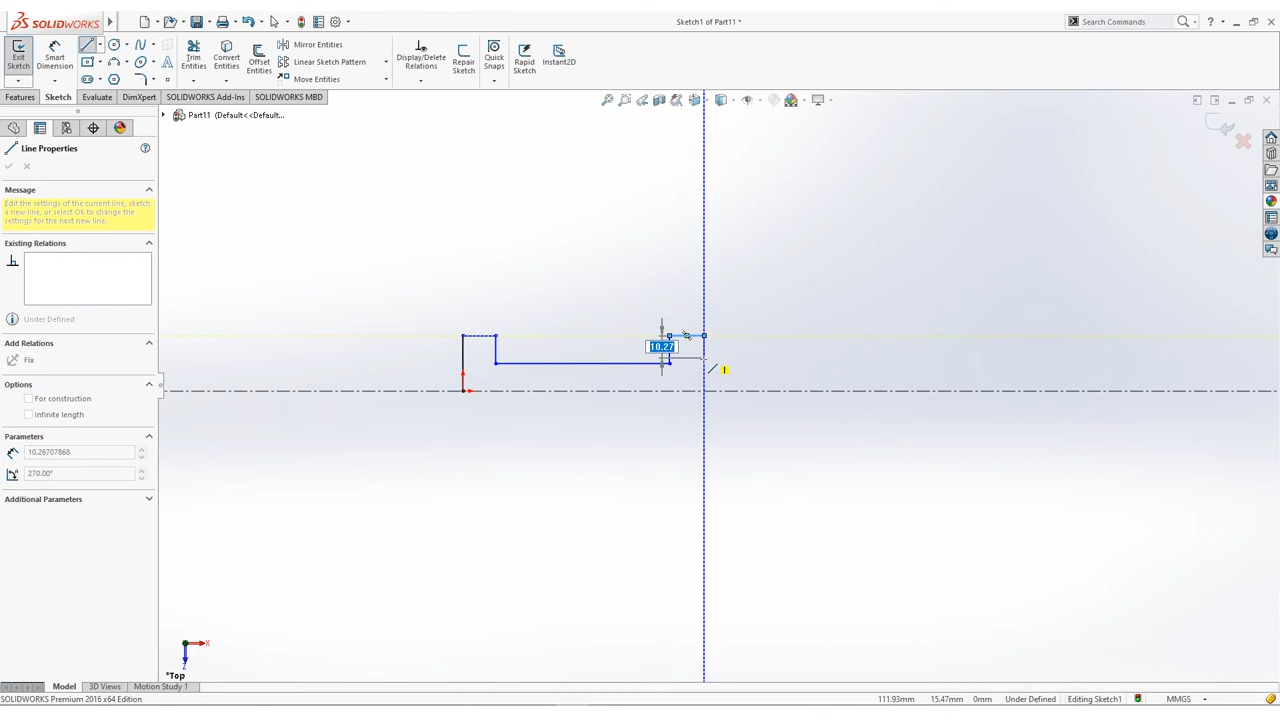 SOLIDWORKS
Sketch1 of Part11 *
Search Commands
?
Exit
Sketch
Smart
Dimension
Trim
Entities
Convert
Entities
Offset
Entities
Mirror Entities
Linear Sketch Pattern
Move Entities
Display/Delete
Relations
Repair
Sketch
Quick
Snaps
Rapid
Sketch
Instant2D
Features Sketch Evaluate DimXpert SOLIDWORKS Add-Ins SOLIDWORKS MBD
Part11 (Default<<Default...
Line Properties
Message
Edit the settings of the current line, sketch
a new line, or select OK to change the
settings for the next new line.
Existing Relations
Under Defined
Add Relations
Fix
Options
For construction
Infinite length
Parameters
10.26707868
270.00°
Additional Parameters
10.27
X
Z
*Top
Model 3D Views Motion Study 1
SOLIDWORKS Premium 2016 x64 Edition
111.93mm 15.47mm 0mm Under Defined Editing Sketch1 MMGS